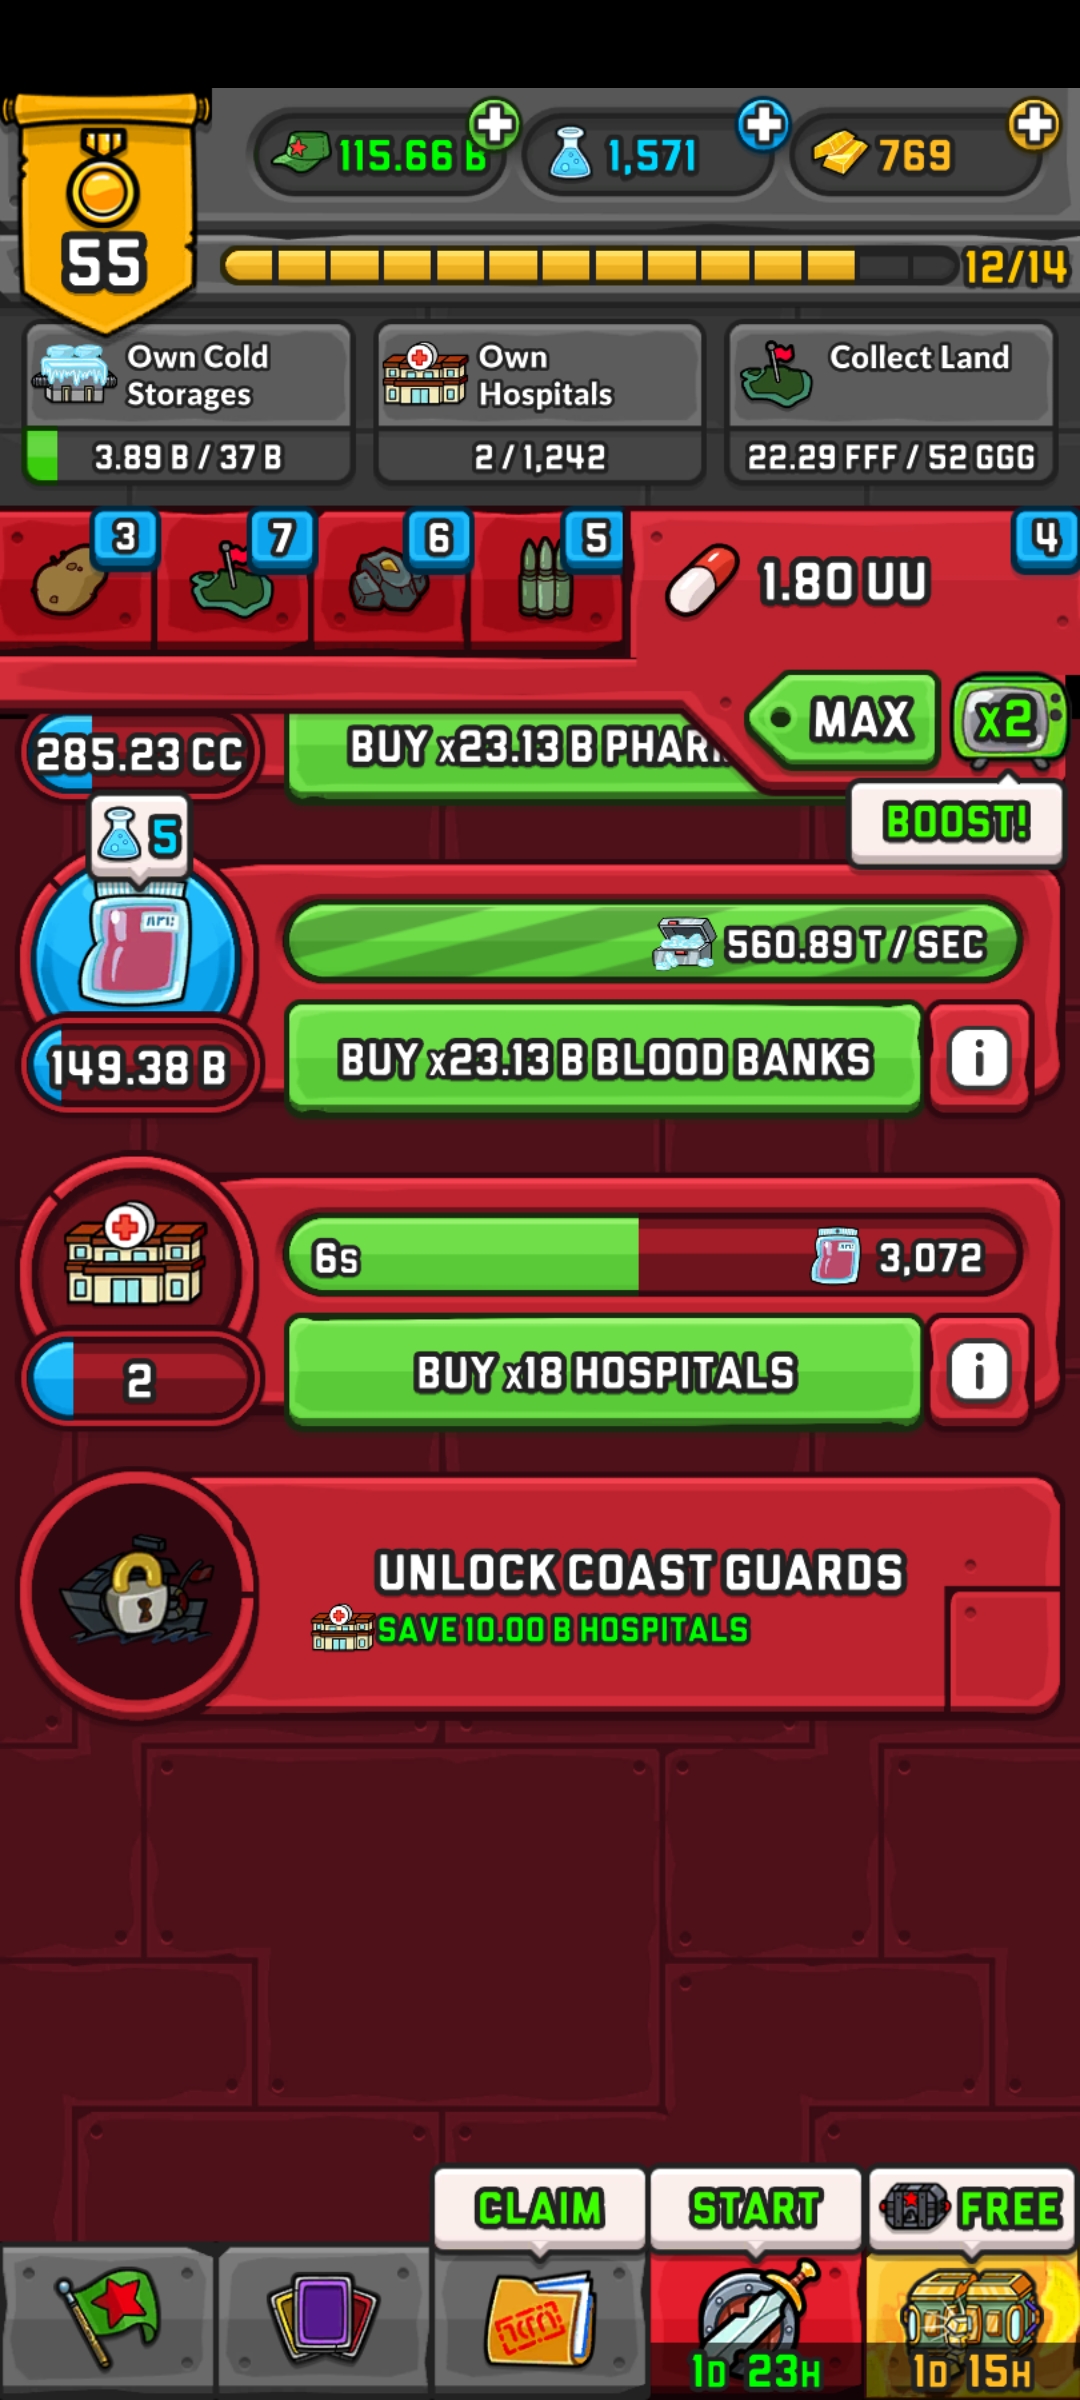 115.66 B
1,571
769
55
12/14
Own Cold
Storages
3.89 B / 37 B
Own
Hospitals
2 / 1,242
Collect Land
22.29 FFF / 52 GGG
3
7
6
5
1.80 UU
4
MAX
x2
BOOST!
285.23 CC
BUY x23.13 B
5
560.89 T / SEC
149.38 B
BUY x23.13 B BLOOD BANKS
i
6s
3,072
2
BUY x18 HOSPITALS
i
UNLOCK COAST GUARDS
SAVE 10.00 B HOSPITALS
CLAIM
START
FREE
1D 23H
1D 15H